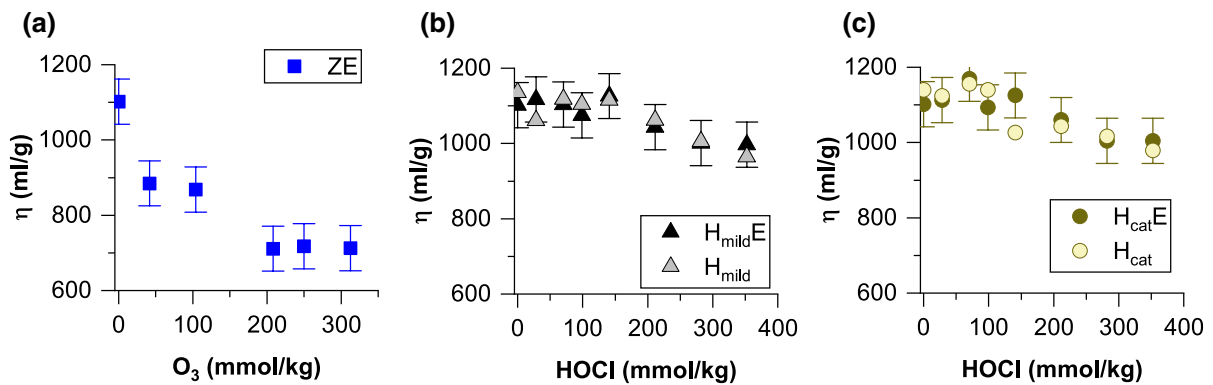 (a)
ZE
1200
1000
800
600
η (ml/g)
0 100 200 300
O₃ (mmol/kg)
(b)
1200
1000
800
600
η (ml/g)
HmildE
Hmild
0 100 200 300 400
HOCl (mmol/kg)
(c)
1200
1000
800
600
η (ml/g)
HcatE
Hcat
0 100 200 300 400
HOCl (mmol/kg)